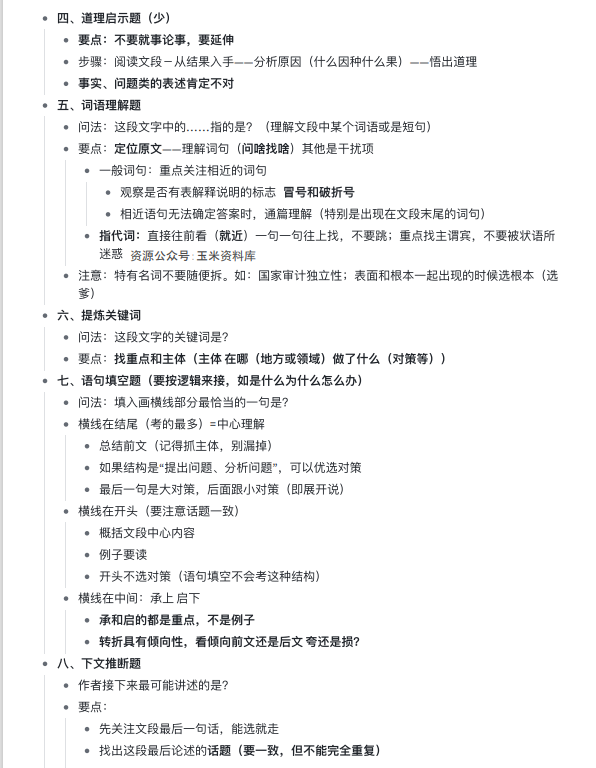 四、道理启示题（少）
要点：不要就事论事，要延伸
步骤：阅读文段－从结果入手——分析原因（什么因种什么果）——悟出道理
事实、问题类的表述肯定不对
五、词语理解题
问法：这段文字中的……指的是？（理解文段中某个词语或是短句）
要点：定位原文——理解词句（问啥找啥）其他是干扰项
一般词句：重点关注相近的词句
观察是否有表解释说明的标志 冒号和破折号
相近语句无法确定答案时，通篇理解（特别是出现在文段末尾的词句）
指代词：直接往前看（就近）一句一句往上找，不要跳；重点找主谓宾，不要被状语所
迷惑 资源公众号：玉米资料库
注意：特有名词不要随便拆。如：国家审计独立性；表面和根本一起出现的时候选根本（选
爹）
六、提炼关键词
问法：这段文字的关键词是？
要点：找重点和主体（主体 在哪（地方或领域）做了什么（对策等））
七、语句填空题（要按逻辑来接，如是什么为什么怎么办）
问法：填入画横线部分最恰当的一句是？
横线在结尾（考的最多）=中心理解
总结前文（记得抓主体，别漏掉）
如果结构是“提出问题、分析问题”，可以优选对策
最后一句是大对策，后面跟小对策（即展开说）
横线在开头（要注意话题一致）
概括文段中心内容
例子要读
开头不选对策（语句填空不会考这种结构）
横线在中间：承上 启下
承和启的都是重点，不是例子
转折具有倾向性，看倾向前文还是后文 夸还是损？
八、下文推断题
作者接下来最可能讲述的是？
要点：
先关注文段最后一句话，能选就走
找出这段最后论述的话题（要一致，但不能完全重复）